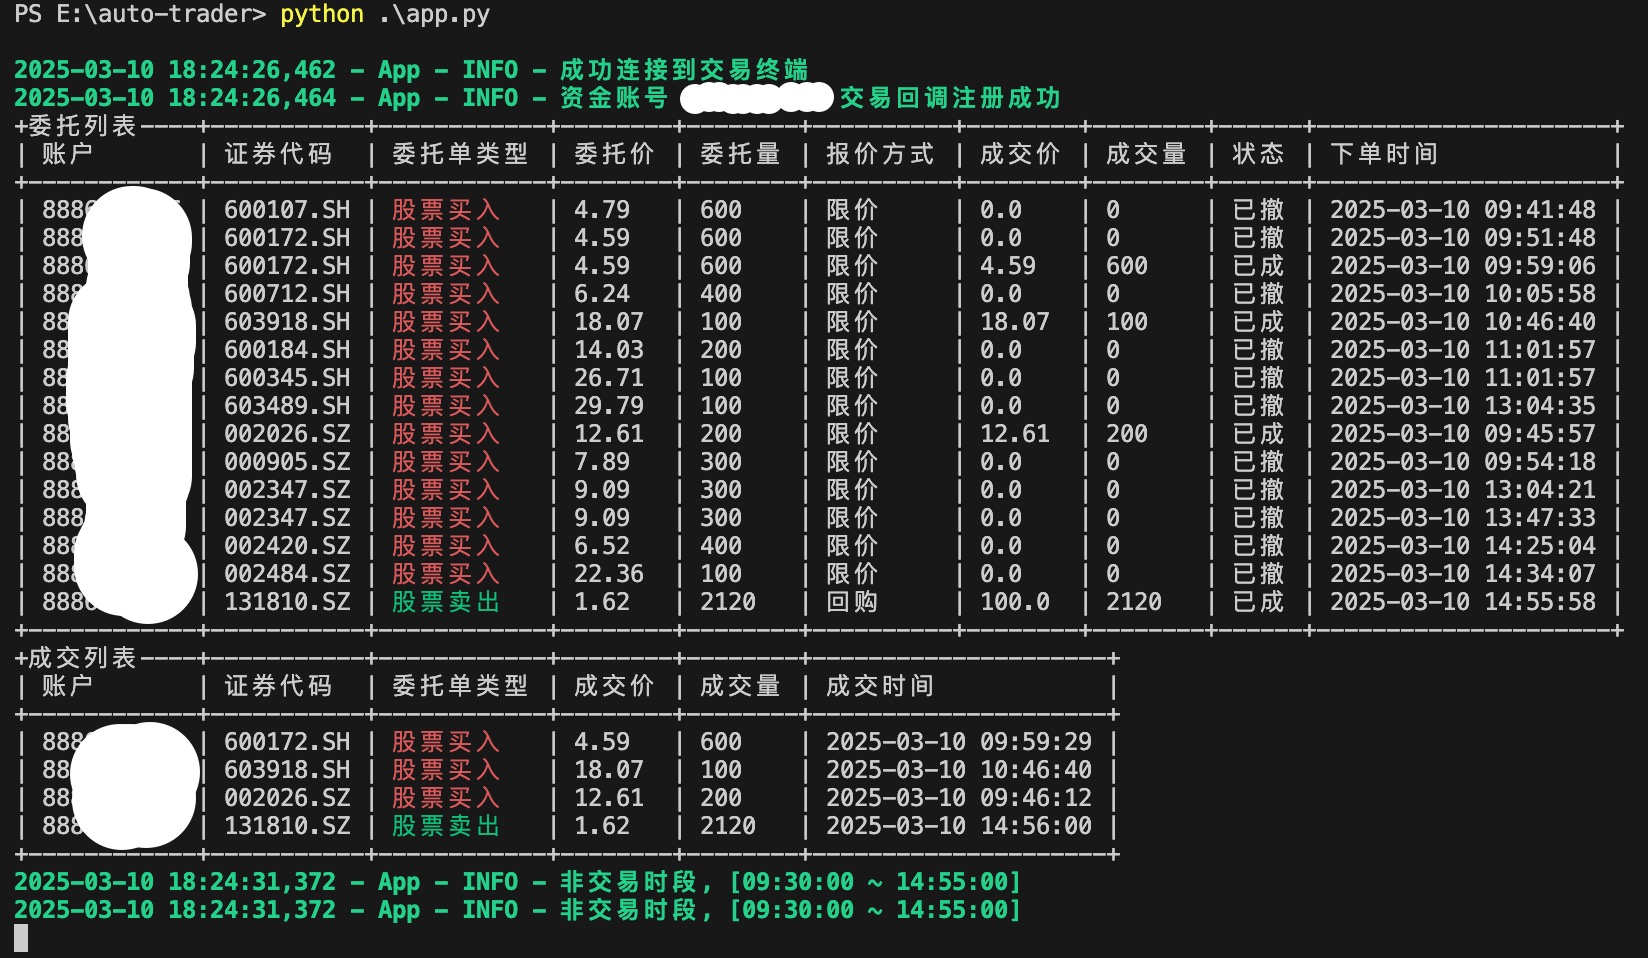 PS E:\auto-trader> python .\app.py
2025-03-10 18:24:26,462 - App - INFO - 成功连接到交易终端
2025-03-10 18:24:26,464 - App - INFO - 资金账号 交易回调注册成功
+委托列表----+-----------+------------+--------+--------+----------+--------+--------+------+---------------------+
| 账户 | 证券代码 | 委托单类型 | 委托价 | 委托量 | 报价方式 | 成交价 | 成交量 | 状态 | 下单时间 |
+------------+-----------+------------+--------+--------+----------+--------+--------+------+---------------------+
| 888 | 600107.SH | 股票买入 | 4.79 | 600 | 限价 | 0.0 | 0 | 已撤 | 2025-03-10 09:41:48 |
| 888 | 600172.SH | 股票买入 | 4.59 | 600 | 限价 | 0.0 | 0 | 已撤 | 2025-03-10 09:51:48 |
| 888 | 600172.SH | 股票买入 | 4.59 | 600 | 限价 | 4.59 | 600 | 已成 | 2025-03-10 09:59:06 |
| 888 | 600712.SH | 股票买入 | 6.24 | 400 | 限价 | 0.0 | 0 | 已撤 | 2025-03-10 10:05:58 |
| 88 | 603918.SH | 股票买入 | 18.07 | 100 | 限价 | 18.07 | 100 | 已成 | 2025-03-10 10:46:40 |
| 88 | 600184.SH | 股票买入 | 14.03 | 200 | 限价 | 0.0 | 0 | 已撤 | 2025-03-10 11:01:57 |
| 88 | 600345.SH | 股票买入 | 26.71 | 100 | 限价 | 0.0 | 0 | 已撤 | 2025-03-10 11:01:57 |
| 88 | 603489.SH | 股票买入 | 29.79 | 100 | 限价 | 0.0 | 0 | 已撤 | 2025-03-10 13:04:35 |
| 88 | 002026.SZ | 股票买入 | 12.61 | 200 | 限价 | 12.61 | 200 | 已成 | 2025-03-10 09:45:57 |
| 888 | 000905.SZ | 股票买入 | 7.89 | 300 | 限价 | 0.0 | 0 | 已撤 | 2025-03-10 09:54:18 |
| 888 | 002347.SZ | 股票买入 | 9.09 | 300 | 限价 | 0.0 | 0 | 已撤 | 2025-03-10 13:04:21 |
| 888 | 002347.SZ | 股票买入 | 9.09 | 300 | 限价 | 0.0 | 0 | 已撤 | 2025-03-10 13:47:33 |
| 888 | 002420.SZ | 股票买入 | 6.52 | 400 | 限价 | 0.0 | 0 | 已撤 | 2025-03-10 14:25:04 |
| 888 | 002484.SZ | 股票买入 | 22.36 | 100 | 限价 | 0.0 | 0 | 已撤 | 2025-03-10 14:34:07 |
| 888 | 131810.SZ | 股票卖出 | 1.62 | 2120 | 回购 | 100.0 | 2120 | 已成 | 2025-03-10 14:55:58 |
+------------+-----------+------------+--------+--------+----------+--------+--------+------+---------------------+
+成交列表----+-----------+------------+--------+--------+---------------------+
| 账户 | 证券代码 | 委托单类型 | 成交价 | 成交量 | 成交时间 |
+------------+-----------+------------+--------+--------+---------------------+
| 888 | 600172.SH | 股票买入 | 4.59 | 600 | 2025-03-10 09:59:29 |
| 88 | 603918.SH | 股票买入 | 18.07 | 100 | 2025-03-10 10:46:40 |
| 88 | 002026.SZ | 股票买入 | 12.61 | 200 | 2025-03-10 09:46:12 |
| 888 | 131810.SZ | 股票卖出 | 1.62 | 2120 | 2025-03-10 14:56:00 |
+------------+-----------+------------+--------+--------+---------------------+
2025-03-10 18:24:31,372 - App - INFO - 非交易时段, [09:30:00 ~ 14:55:00]
2025-03-10 18:24:31,372 - App - INFO - 非交易时段, [09:30:00 ~ 14:55:00]